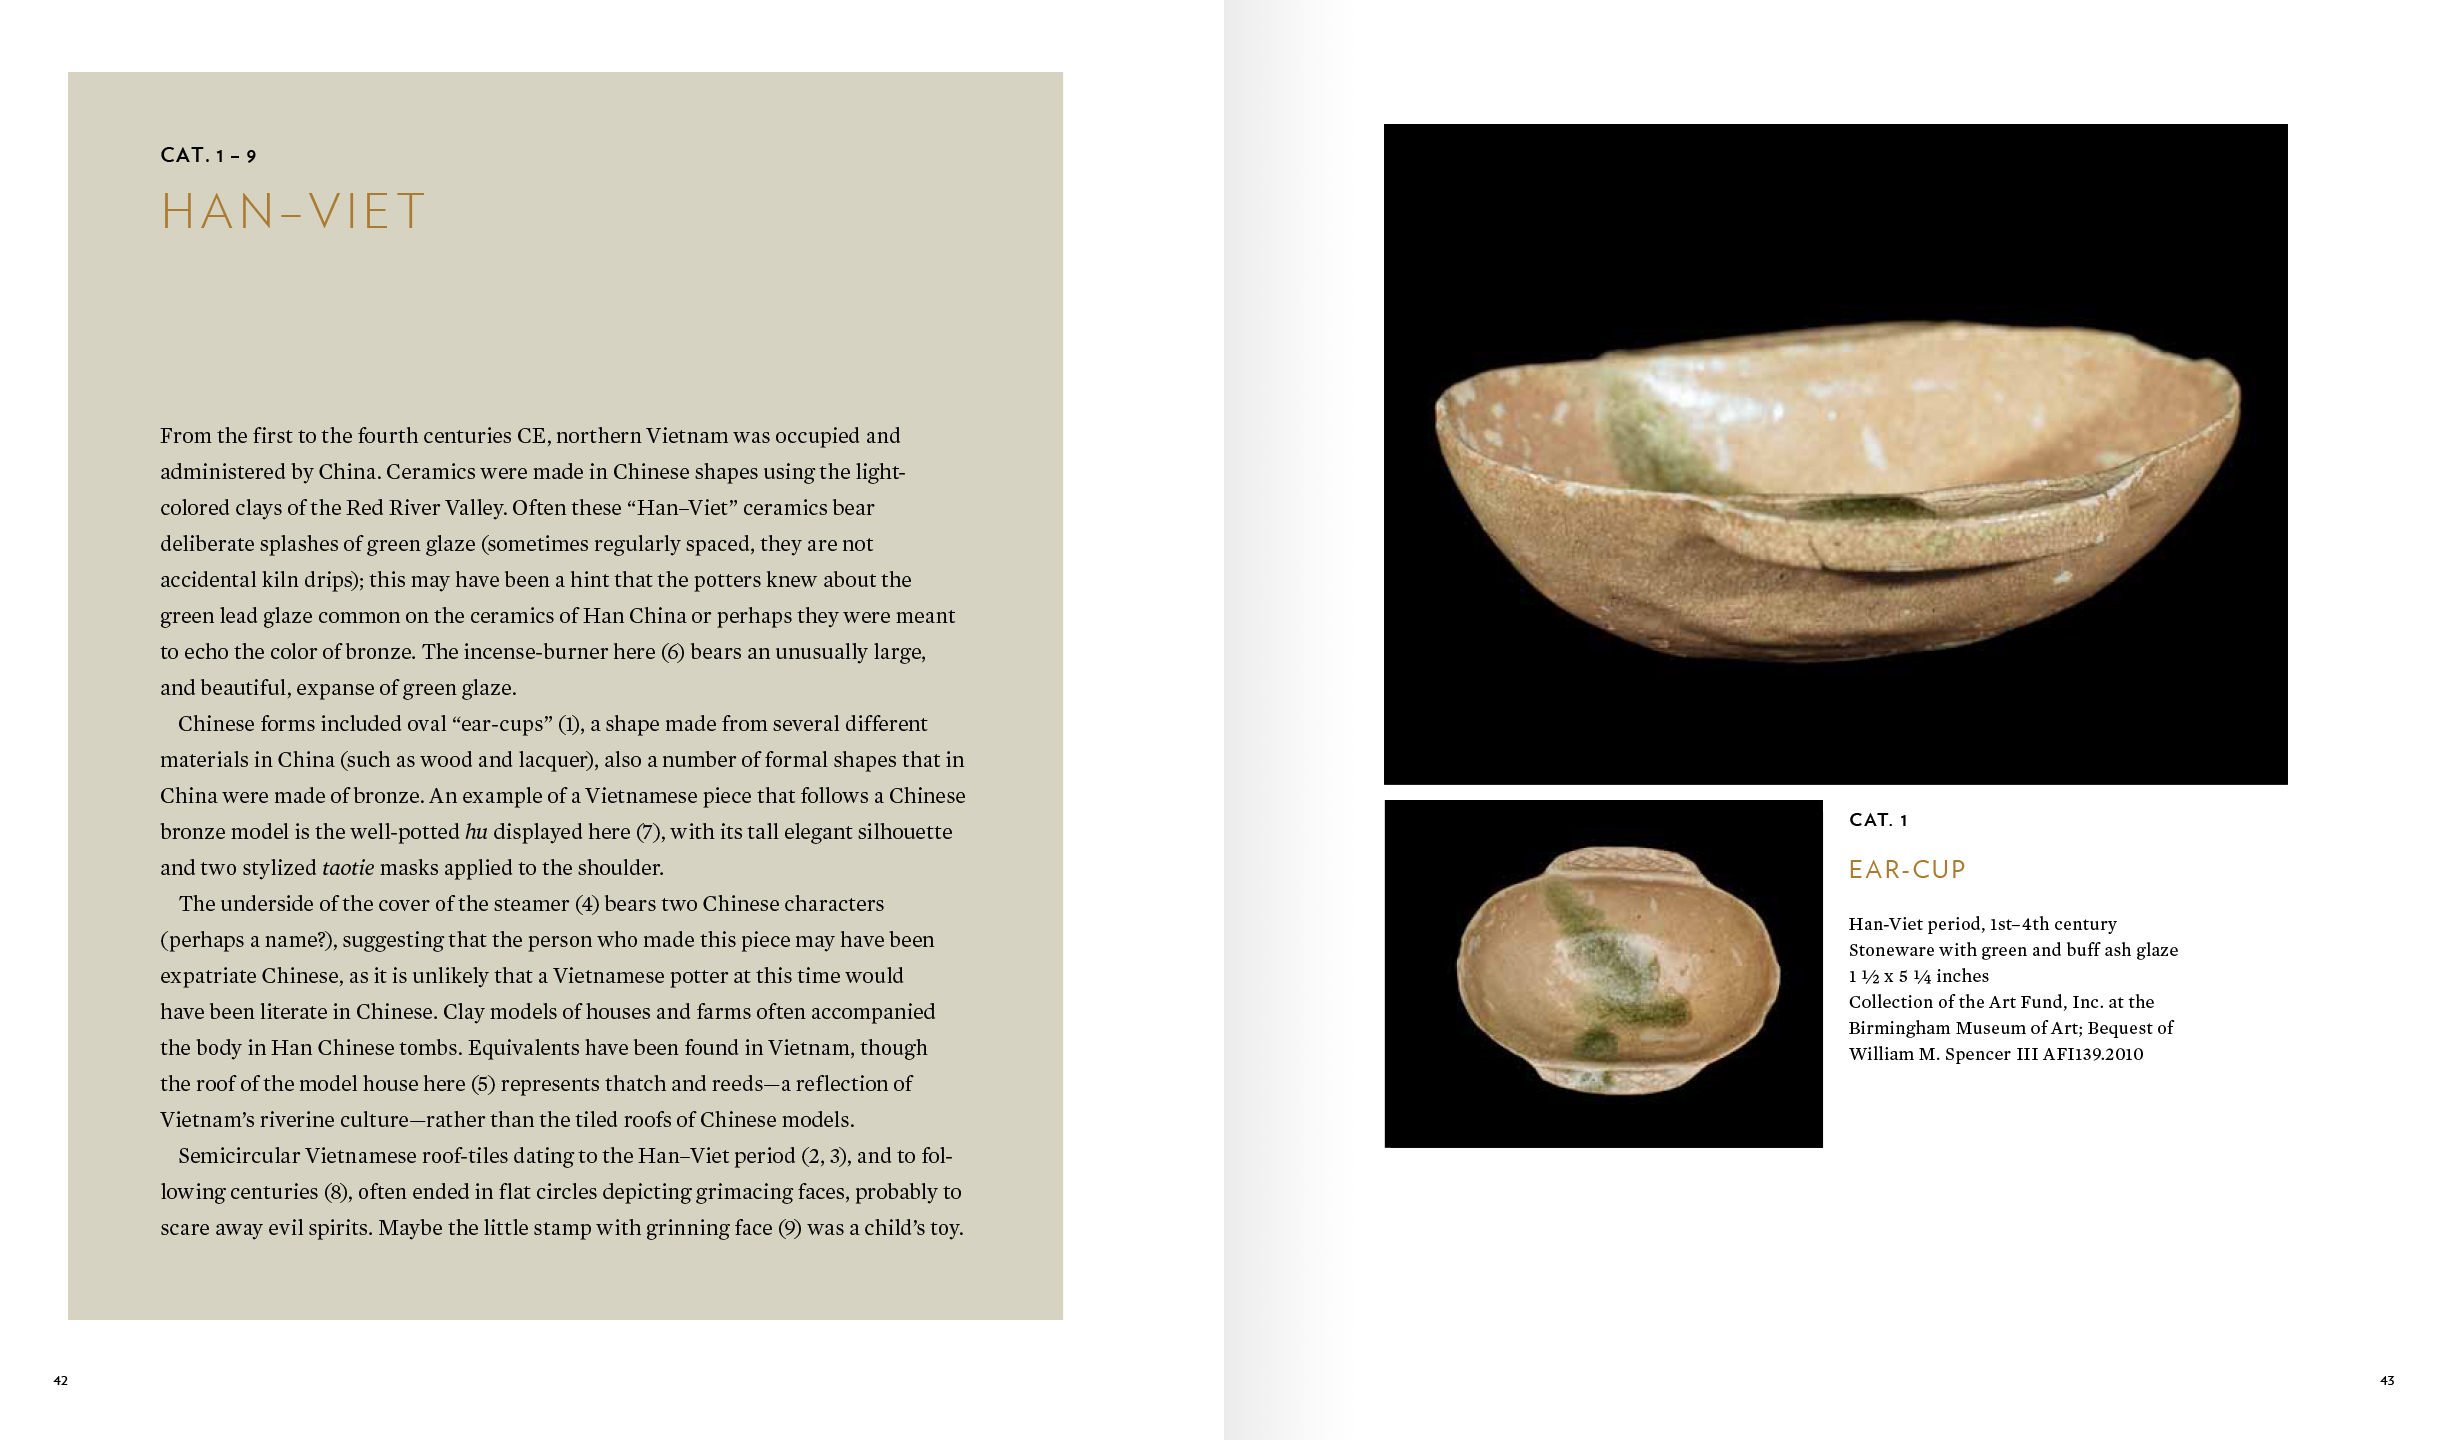 CAT. 1 – 9
HAN–VIET
From the first to the fourth centuries CE, northern Vietnam was occupied and
administered by China. Ceramics were made in Chinese shapes using the light-
colored clays of the Red River Valley. Often these “Han–Viet” ceramics bear
deliberate splashes of green glaze (sometimes regularly spaced, they are not
accidental kiln drips); this may have been a hint that the potters knew about the
green lead glaze common on the ceramics of Han China or perhaps they were meant
to echo the color of bronze. The incense-burner here (6) bears an unusually large,
and beautiful, expanse of green glaze.
Chinese forms included oval “ear-cups” (1), a shape made from several different
materials in China (such as wood and lacquer), also a number of formal shapes that in
China were made of bronze. An example of a Vietnamese piece that follows a Chinese
bronze model is the well-potted hu displayed here (7), with its tall elegant silhouette
and two stylized taotie masks applied to the shoulder.
The underside of the cover of the steamer (4) bears two Chinese characters
(perhaps a name?), suggesting that the person who made this piece may have been
expatriate Chinese, as it is unlikely that a Vietnamese potter at this time would
have been literate in Chinese. Clay models of houses and farms often accompanied
the body in Han Chinese tombs. Equivalents have been found in Vietnam, though
the roof of the model house here (5) represents thatch and reeds—a reflection of
Vietnam’s riverine culture—rather than the tiled roofs of Chinese models.
Semicircular Vietnamese roof-tiles dating to the Han–Viet period (2, 3), and to fol-
lowing centuries (8), often ended in flat circles depicting grimacing faces, probably to
scare away evil spirits. Maybe the little stamp with grinning face (9) was a child’s toy.
42
CAT. 1
EAR-CUP
Han-Viet period, 1st–4th century
Stoneware with green and buff ash glaze
1 ½ x 5 ¼ inches
Collection of the Art Fund, Inc. at the
Birmingham Museum of Art; Bequest of
William M. Spencer III AFI139.2010
43